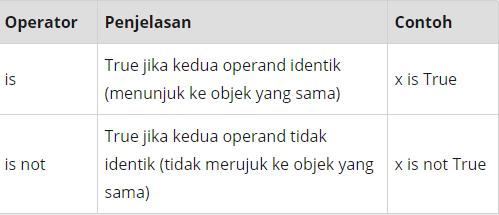 Operator Penjelasan Contoh
is True jika kedua operand identik (menunjuk ke objek yang sama) x is True
is not True jika kedua operand tidak identik (tidak merujuk ke objek yang sama) x is not True